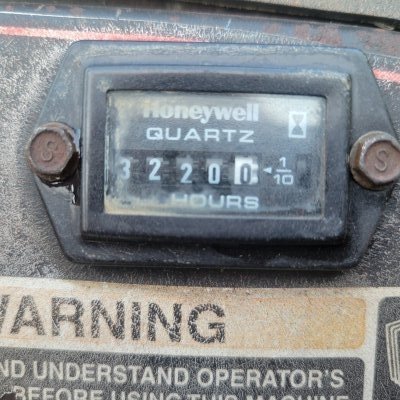 Honeywell
QUARTZ
32200 1/10
HOURS
S
S
WARNING
ND UNDERSTAND OPERATOR'S
BEFORE USING THIS MACHINE